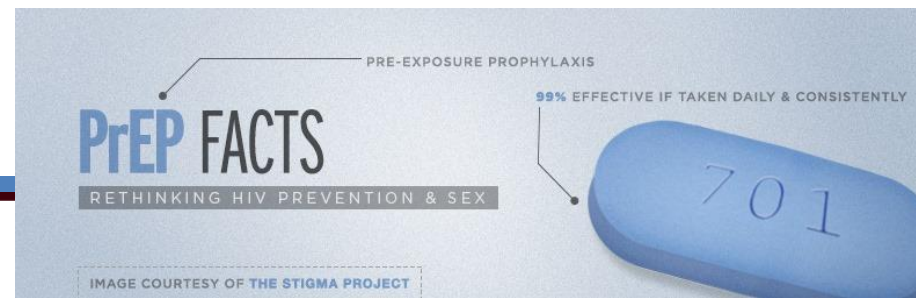 PRE-EXPOSURE PROPHYLAXIS
99% EFFECTIVE IF TAKEN DAILY & CONSISTENTLY
PrEP FACTS
RETHINKING HIV PREVENTION & SEX
701
IMAGE COURTESY OF THE STIGMA PROJECT